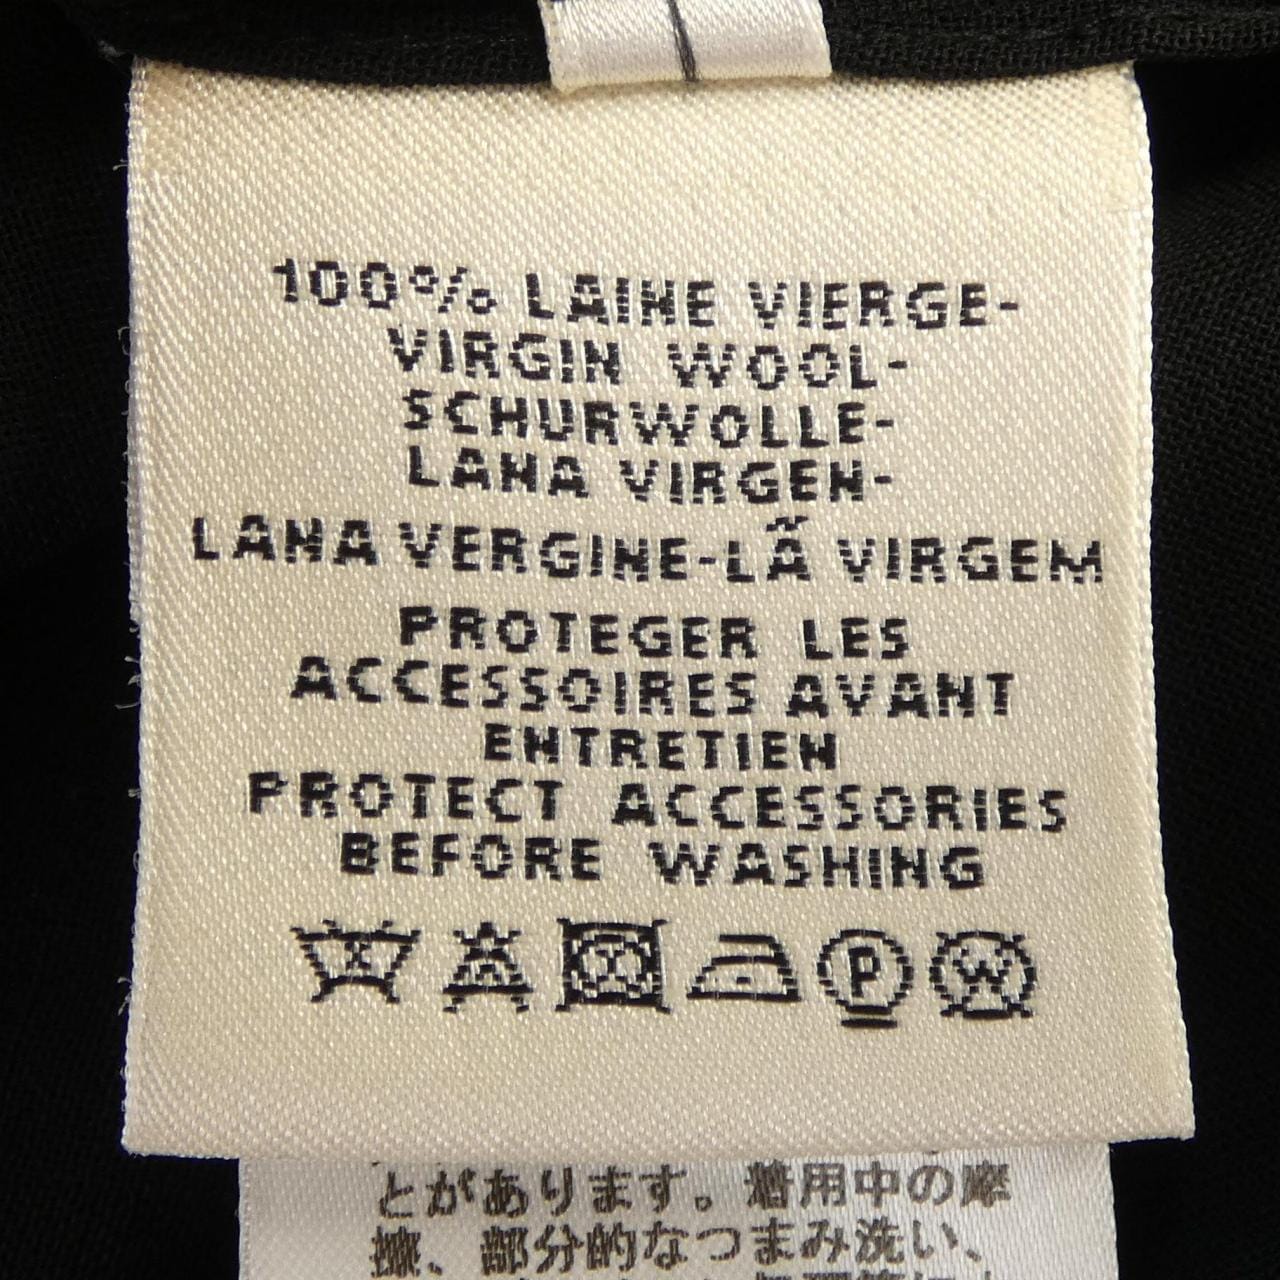 100% LAINE VIERGE-
VIRGIN WOOL-
SCHURWOLLE-
LANA VIRGEN-
LANA VERGINE-LÃ VIRGEM
PROTEGER LES
ACCESSOIRES AVANT
ENTRETIEN
PROTECT ACCESSORIES
BEFORE WASHING
P W
とがあります。着用中の摩
擦、部分的なつまみ洗い、